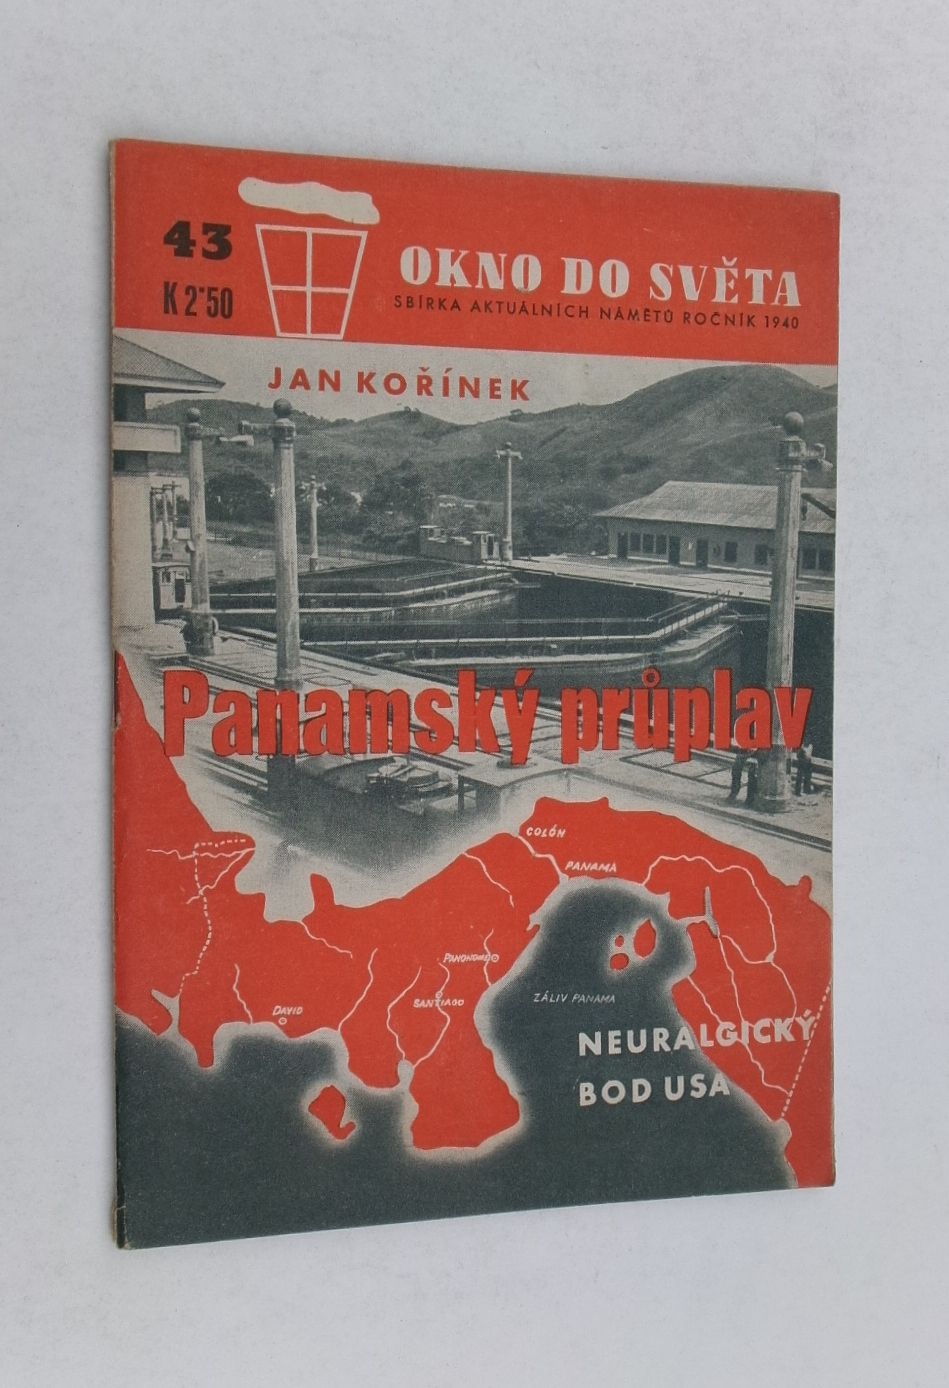 43
K 2·50
OKNO DO SVĚTA
SBÍRKA AKTUÁLNÍCH NÁMĚTŮ ROČNÍK 1940
JAN KOŘÍNEK
Panamský průplav
COLÓN
PANAMA
PANONOMÉ
SANTIAGO
DAVID
ZÁLIV PANAMA
NEURALGICKÝ
BOD USA